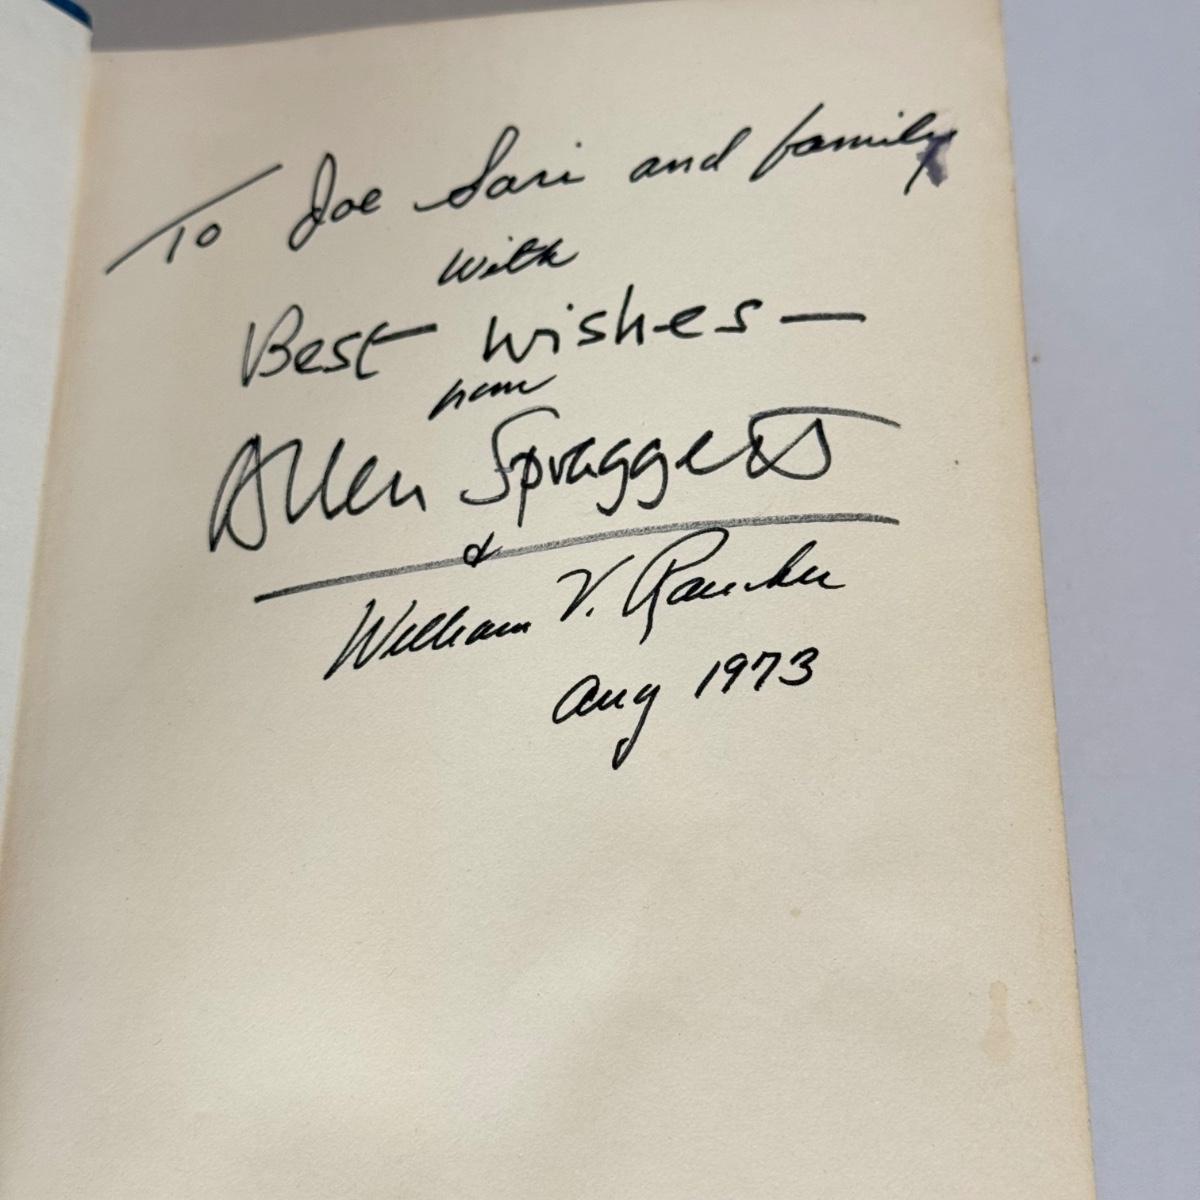 To Joe Sari and family
with
Best Wishes —
from
Allen Spraggett
&
William V. Rauscher
Aug 1973